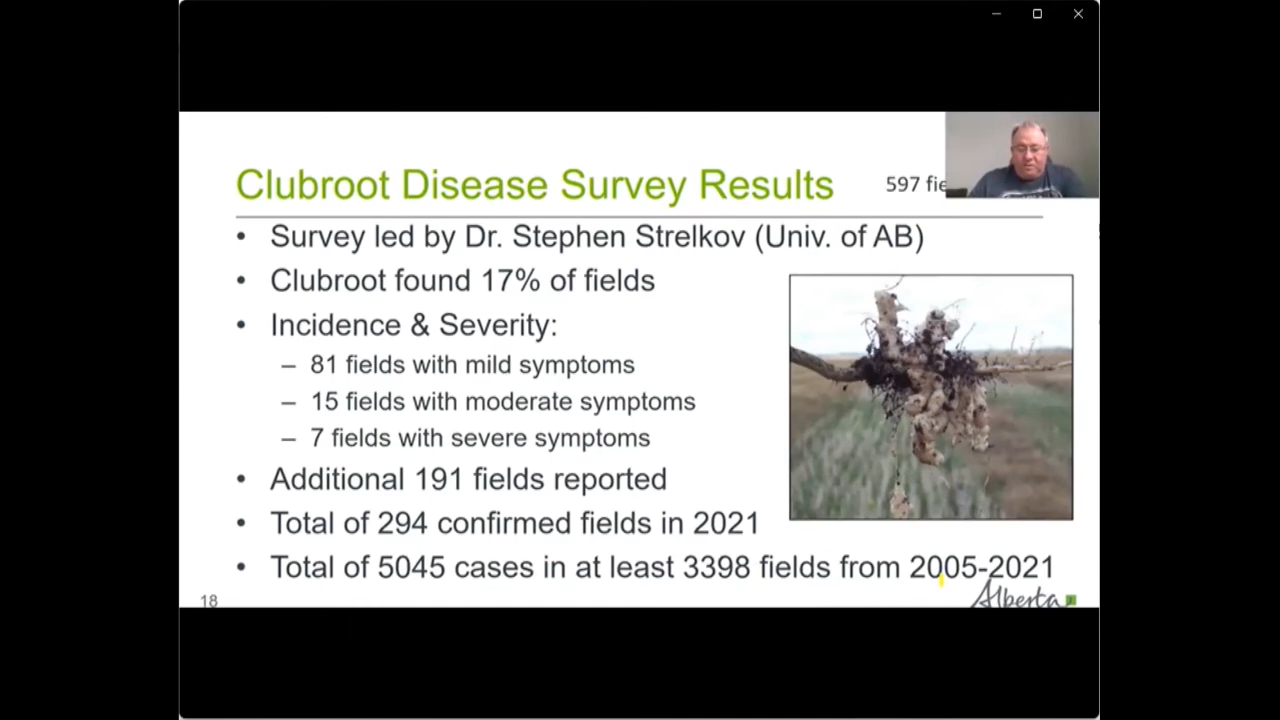 Clubroot Disease Survey Results
597
• Survey led by Dr. Stephen Strelkov (Univ. of AB)
• Clubroot found 17% of fields
• Incidence & Severity:
– 81 fields with mild symptoms
– 15 fields with moderate symptoms
– 7 fields with severe symptoms
• Additional 191 fields reported
• Total of 294 confirmed fields in 2021
• Total of 5045 cases in at least 3398 fields from 2005-2021
18
Alberta